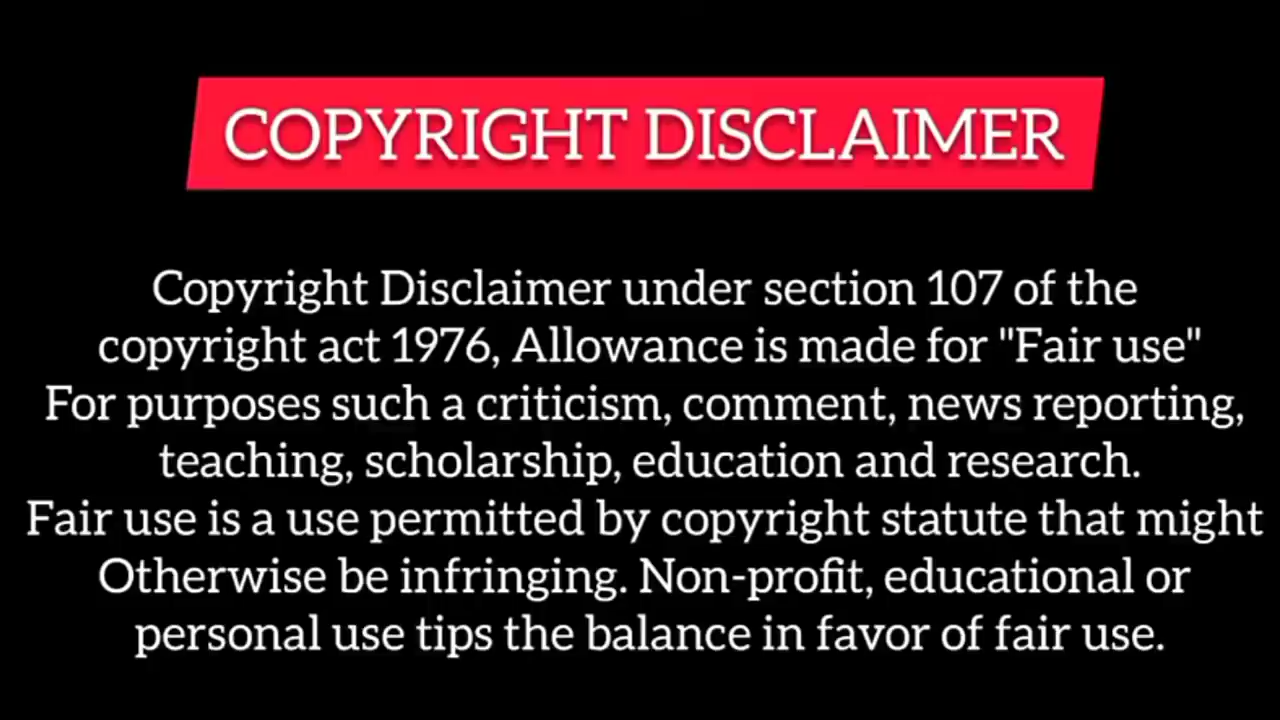 COPYRIGHT DISCLAIMER
Copyright Disclaimer under section 107 of the
copyright act 1976, Allowance is made for "Fair use"
For purposes such a criticism, comment, news reporting,
teaching, scholarship, education and research.
Fair use is a use permitted by copyright statute that might
Otherwise be infringing. Non-profit, educational or
personal use tips the balance in favor of fair use.